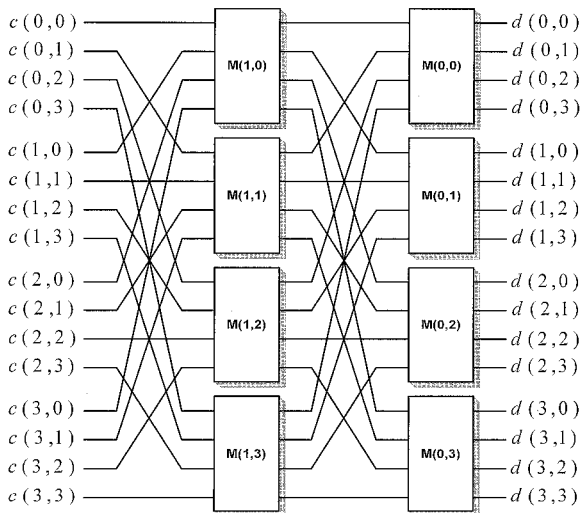 c(0,0) d(0,0)
c(0,1) d(0,1)
M(1,0) M(0,0)
c(0,2) d(0,2)
c(0,3) d(0,3)
c(1,0) d(1,0)
c(1,1) d(1,1)
M(1,1) M(0,1)
c(1,2) d(1,2)
c(1,3) d(1,3)
c(2,0) d(2,0)
c(2,1) d(2,1)
M(1,2) M(0,2)
c(2,2) d(2,2)
c(2,3) d(2,3)
c(3,0) d(3,0)
c(3,1) d(3,1)
M(1,3) M(0,3)
c(3,2) d(3,2)
c(3,3) d(3,3)